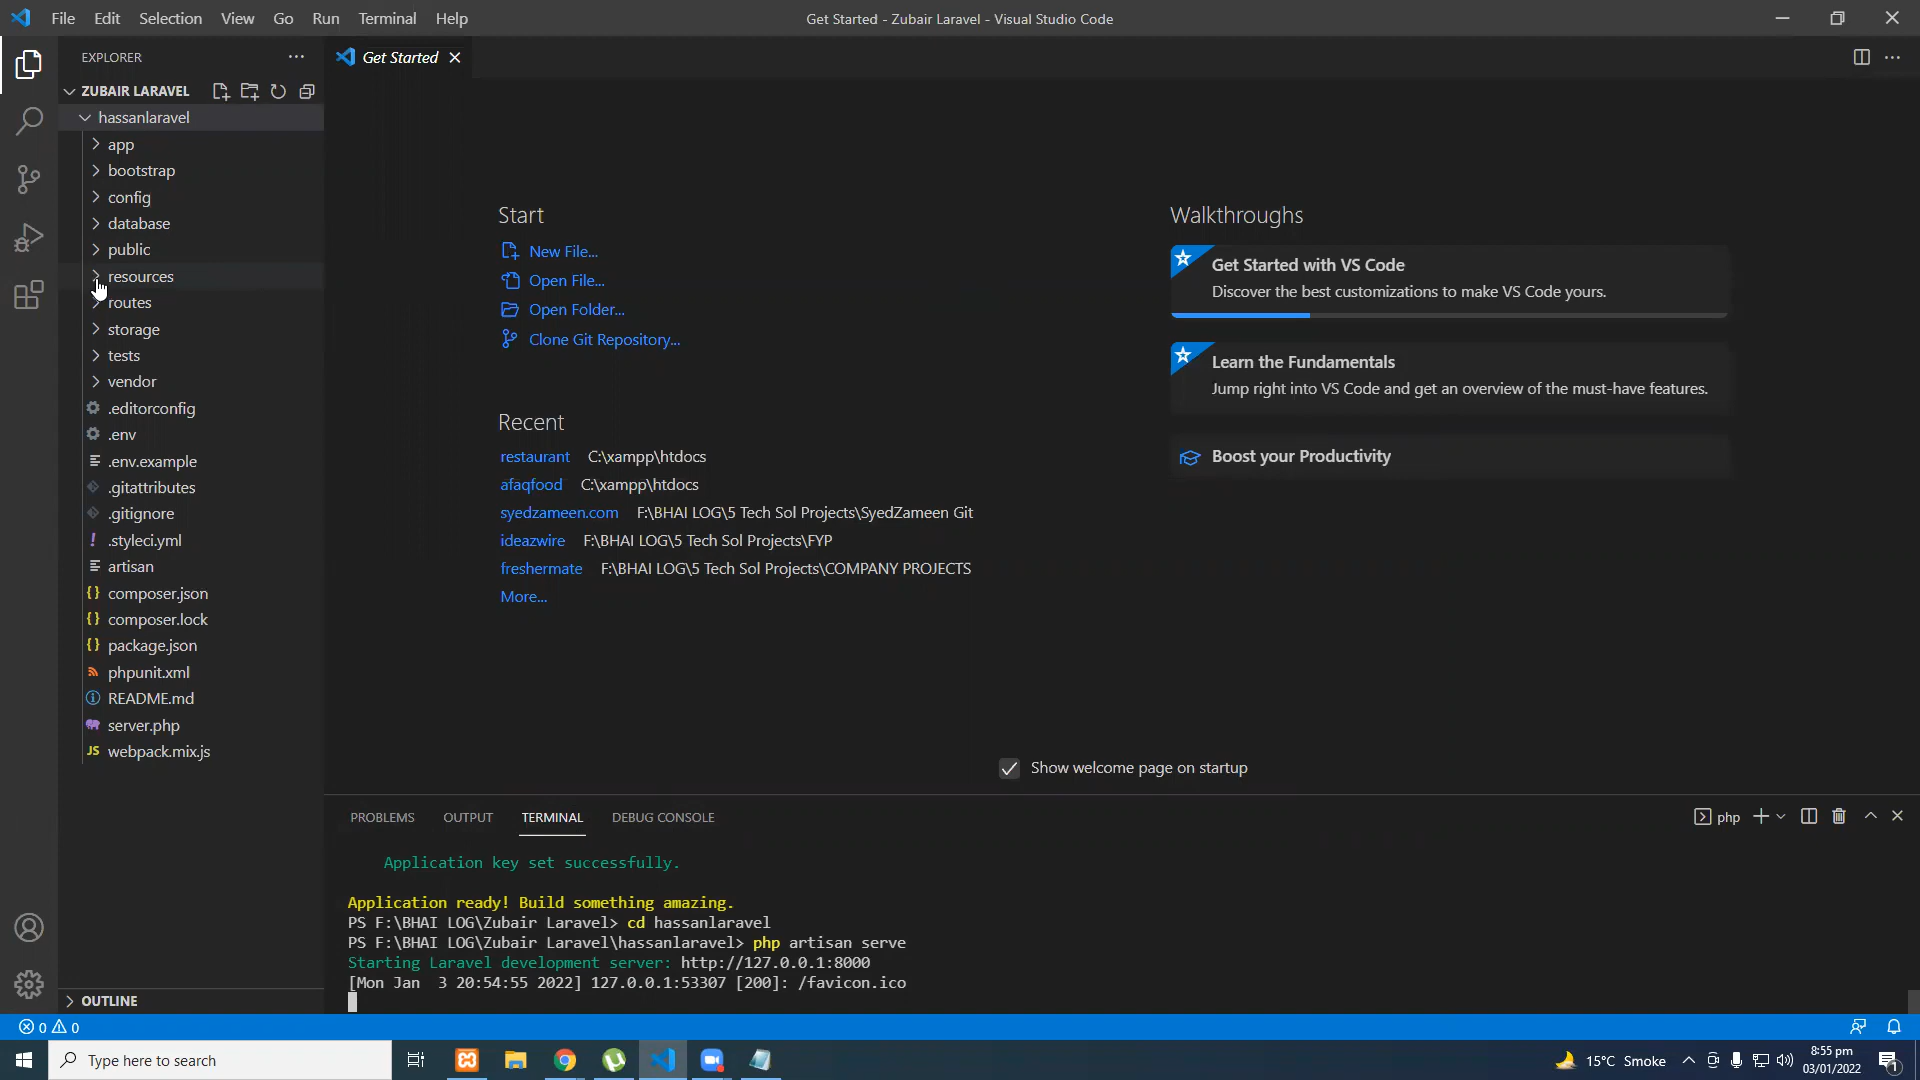 File Edit Selection View Go Run Terminal Help
Get Started - Zubair Laravel - Visual Studio Code
EXPLORER
Get Started
ZUBAIR LARAVEL
hassanlaravel
app
bootstrap
config
database
public
resources
routes
storage
tests
vendor
.editorconfig
.env
.env.example
.gitattributes
.gitignore
! .styleci.yml
artisan
{} composer.json
{} composer.lock
{} package.json
phpunit.xml
README.md
server.php
JS webpack.mix.js
OUTLINE
Start
New File...
Open File...
Open Folder...
Clone Git Repository...
Recent
restaurant C:\xampp\htdocs
afaqfood C:\xampp\htdocs
syedzameen.com F:\BHAI LOG\5 Tech Sol Projects\SyedZameen Git
ideazwire F:\BHAI LOG\5 Tech Sol Projects\FYP
freshermate F:\BHAI LOG\5 Tech Sol Projects\COMPANY PROJECTS
More...
Walkthroughs
Get Started with VS Code
Discover the best customizations to make VS Code yours.
Learn the Fundamentals
Jump right into VS Code and get an overview of the must-have features.
Boost your Productivity
Show welcome page on startup
PROBLEMS OUTPUT TERMINAL DEBUG CONSOLE
php
Application key set successfully.
Application ready! Build something amazing.
PS F:\BHAI LOG\Zubair Laravel> cd hassanlaravel
PS F:\BHAI LOG\Zubair Laravel\hassanlaravel> php artisan serve
Starting Laravel development server: http://127.0.0.1:8000
[Mon Jan  3 20:54:55 2022] 127.0.0.1:53307 [200]: /favicon.ico
0 0
Type here to search
15°C Smoke
8:55 pm
03/01/2022
1